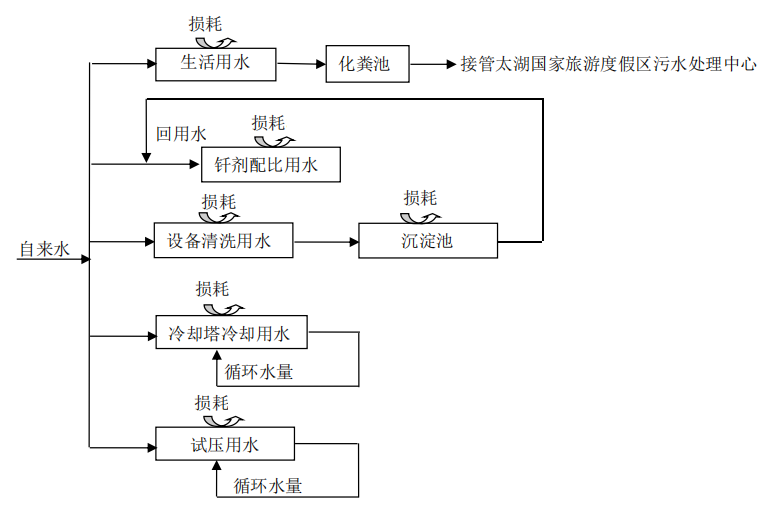 损耗
生活用水
化粪池
接管太湖国家旅游度假区污水处理中心
回用水
损耗
钎剂配比用水
损耗
设备清洗用水
损耗
沉淀池
自来水
损耗
冷却塔冷却用水
循环水量
损耗
试压用水
循环水量